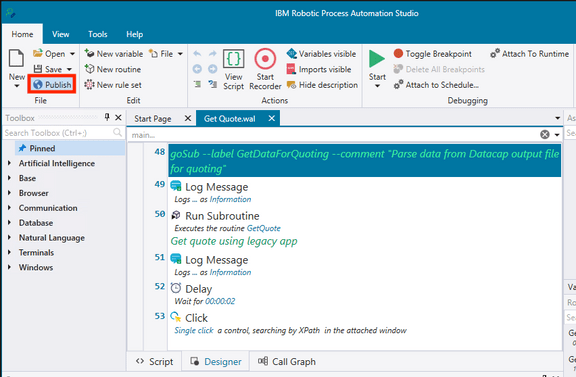 IBM Robotic Process Automation Studio
Home View Tools Help
New
Open
Save
Publish
File
New variable
New routine
New rule set
File
Edit
View Script
Start Recorder
Variables visible
Imports visible
Hide description
Actions
Start
Toggle Breakpoint
Delete All Breakpoints
Attach to Schedule...
Attach To Runtime
Debugging
Toolbox
Search Toolbox (Ctrl+;)
Pinned
Artificial Intelligence
Base
Browser
Communication
Database
Natural Language
Terminals
Windows
Start Page Get Quote.wal
main...
48 goSub --label GetDataForQuoting --comment "Parse data from Datacap output file
for quoting"
49 Log Message
Logs ... as Information
50 Run Subroutine
Executes the routine GetQuote
Get quote using legacy app
51 Log Message
Logs ... as Information
52 Delay
Wait for 00:00:02
53 Click
Single click a control, searching by XPath in the attached window
<> Script Designer Call Graph
As
Va
Ro
Sea
Ge
a
Ge